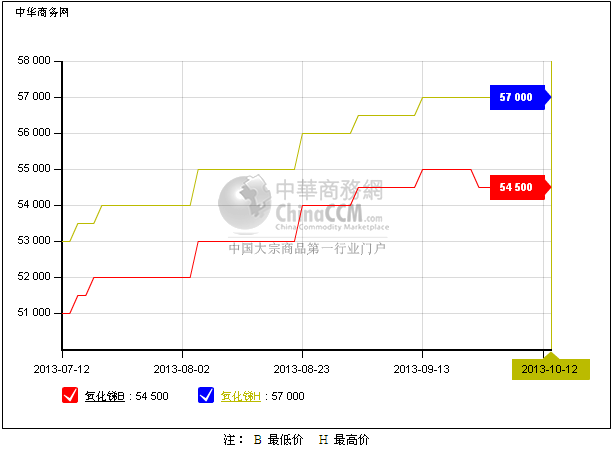 中华商务网
58 000
57 000
56 000
55 000
54 000
53 000
52 000
51 000
57 000
54 500
中華商務網
ChinaCCM.com
China Commodity Marketplace
中国大宗商品第一行业门户
2013-07-12
2013-08-02
2013-08-23
2013-09-13
2013-10-12
氧化锑B : 54 500 氧化锑H : 57 000
注： B 最低价 H 最高价